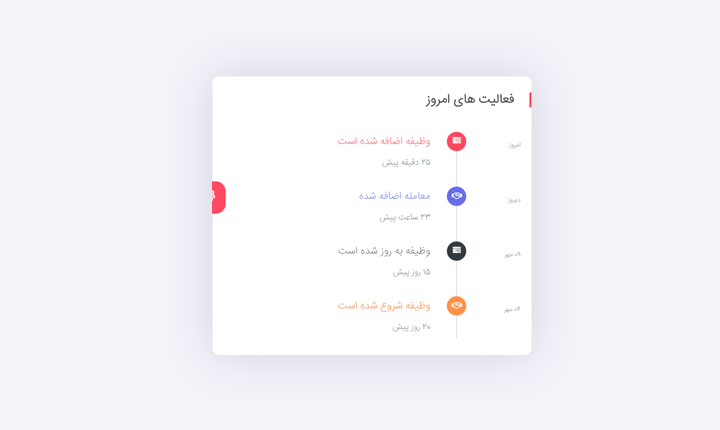 فعالیت های امروز
امروز
وظیفه اضافه شده است
۲۵ دقیقه پیش
دیروز
معامله اضافه شده
۲۳ ساعت پیش
۰۹ مهر
وظیفه به روز شده است
۱۵ روز پیش
۰۴ مهر
وظیفه شروع شده است
۲۰ روز پیش